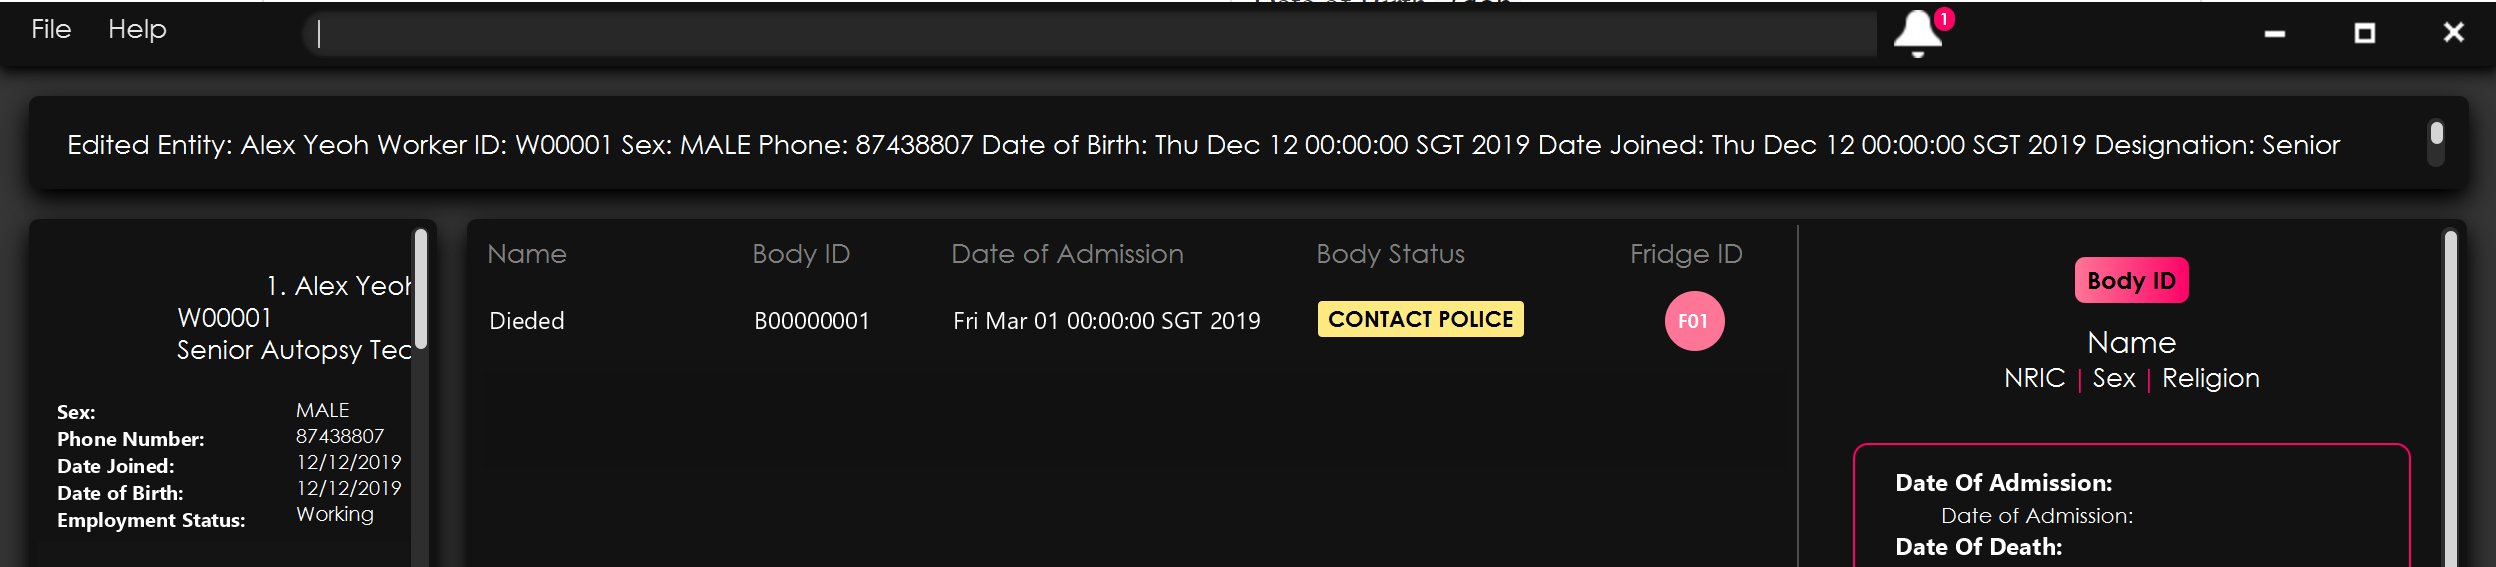 File Help
1
Edited Entity: Alex Yeoh Worker ID: W00001 Sex: MALE Phone: 87438807 Date of Birth: Thu Dec 12 00:00:00 SGT 2019 Date Joined: Thu Dec 12 00:00:00 SGT 2019 Designation: Senior
1. Alex Yeoh
W00001
Senior Autopsy Tec
Sex: MALE
Phone Number: 87438807
Date Joined: 12/12/2019
Date of Birth: 12/12/2019
Employment Status: Working
Name Body ID Date of Admission Body Status Fridge ID
Dieded B00000001 Fri Mar 01 00:00:00 SGT 2019 CONTACT POLICE F01
Body ID
Name
NRIC | Sex | Religion
Date Of Admission:
Date of Admission:
Date Of Death: